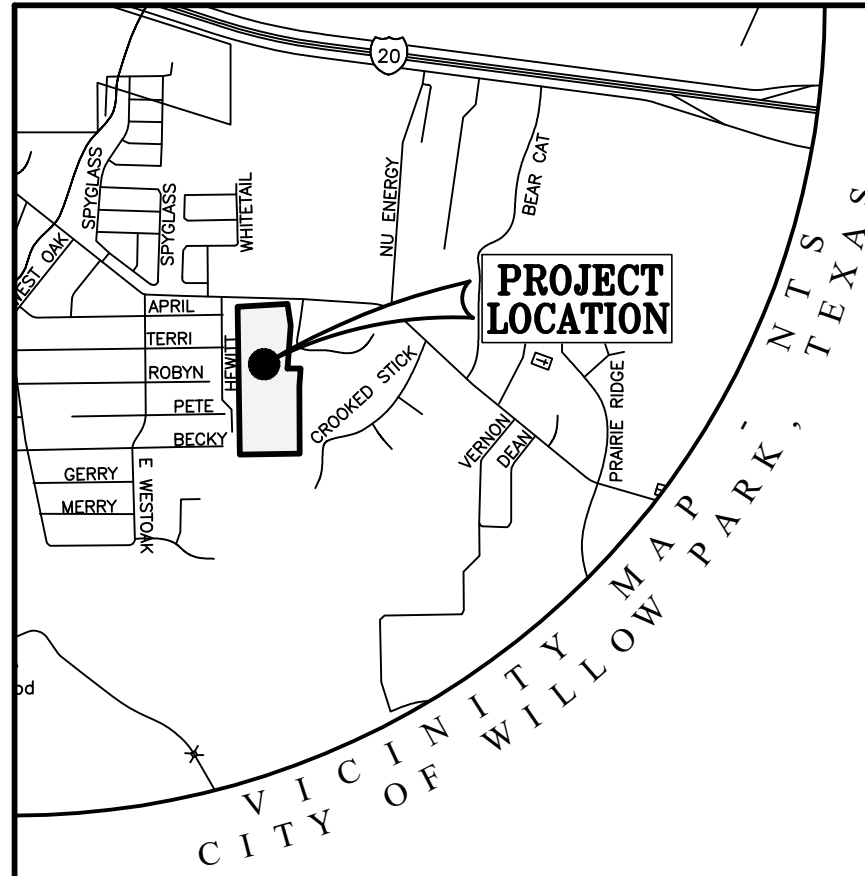 20
SPYGLASS
SPYGLASS
WHITETAIL
NU ENERGY
BEAR CAT
WEST OAK
PROJECT
LOCATION
APRIL
TERRI
HEWITT
ROBYN
PETE
BECKY
CROOKED STICK
GERRY
MERRY
E WESTOAK
VERNON
DEAN
PRAIRIE RIDGE
od
VICINITY MAP - NTS
CITY OF WILLOW PARK, TEXAS